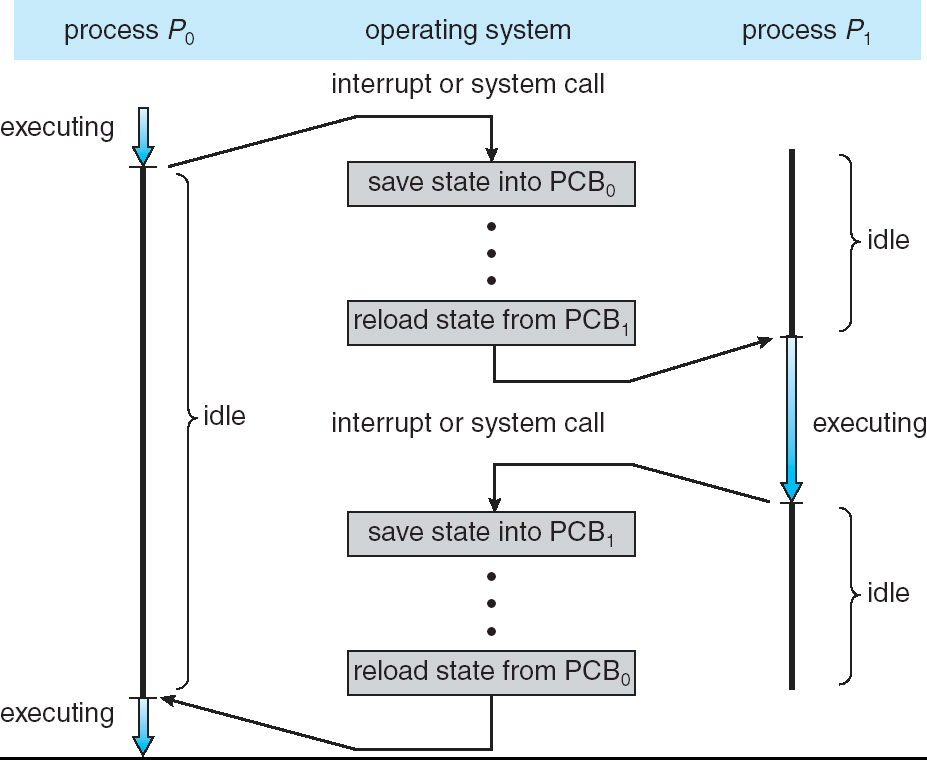 process P₀
operating system
process P₁
interrupt or system call
executing
save state into PCB₀
idle
reload state from PCB₁
idle
interrupt or system call
executing
save state into PCB₁
idle
reload state from PCB₀
executing